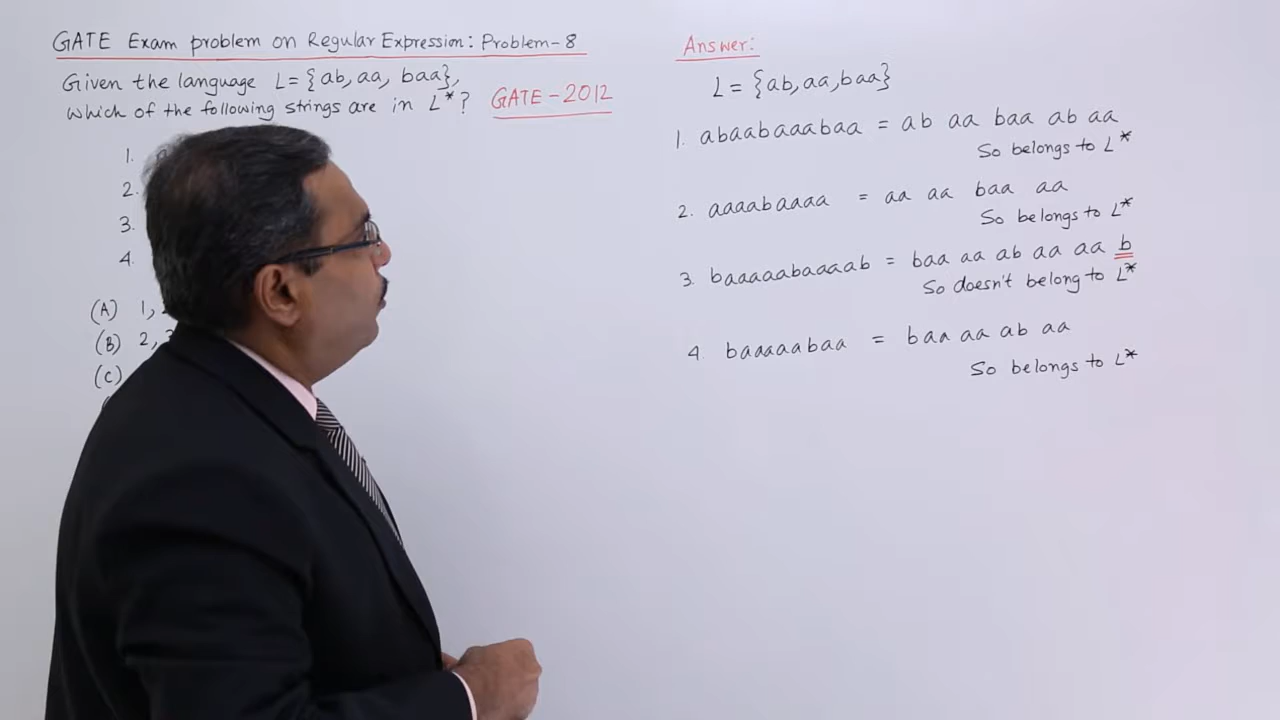 GATE Exam problem on Regular Expression: Problem-8
Given the language L = {ab, aa, baa},
which of the following strings are in L*? GATE-2012
1.
2.
3.
4.
(A) 1,
(B) 2,
(C)
Answer:
L = {ab, aa, baa}
1. abaabaaabaa = ab aa baa ab aa
So belongs to L*
2. aaaabaaaa = aa aa baa aa
So belongs to L*
3. baaaaabaaaab = baa aa ab aa aa b
So doesn't belong to L*
4. baaaaabaa = baa aa ab aa
So belongs to L*